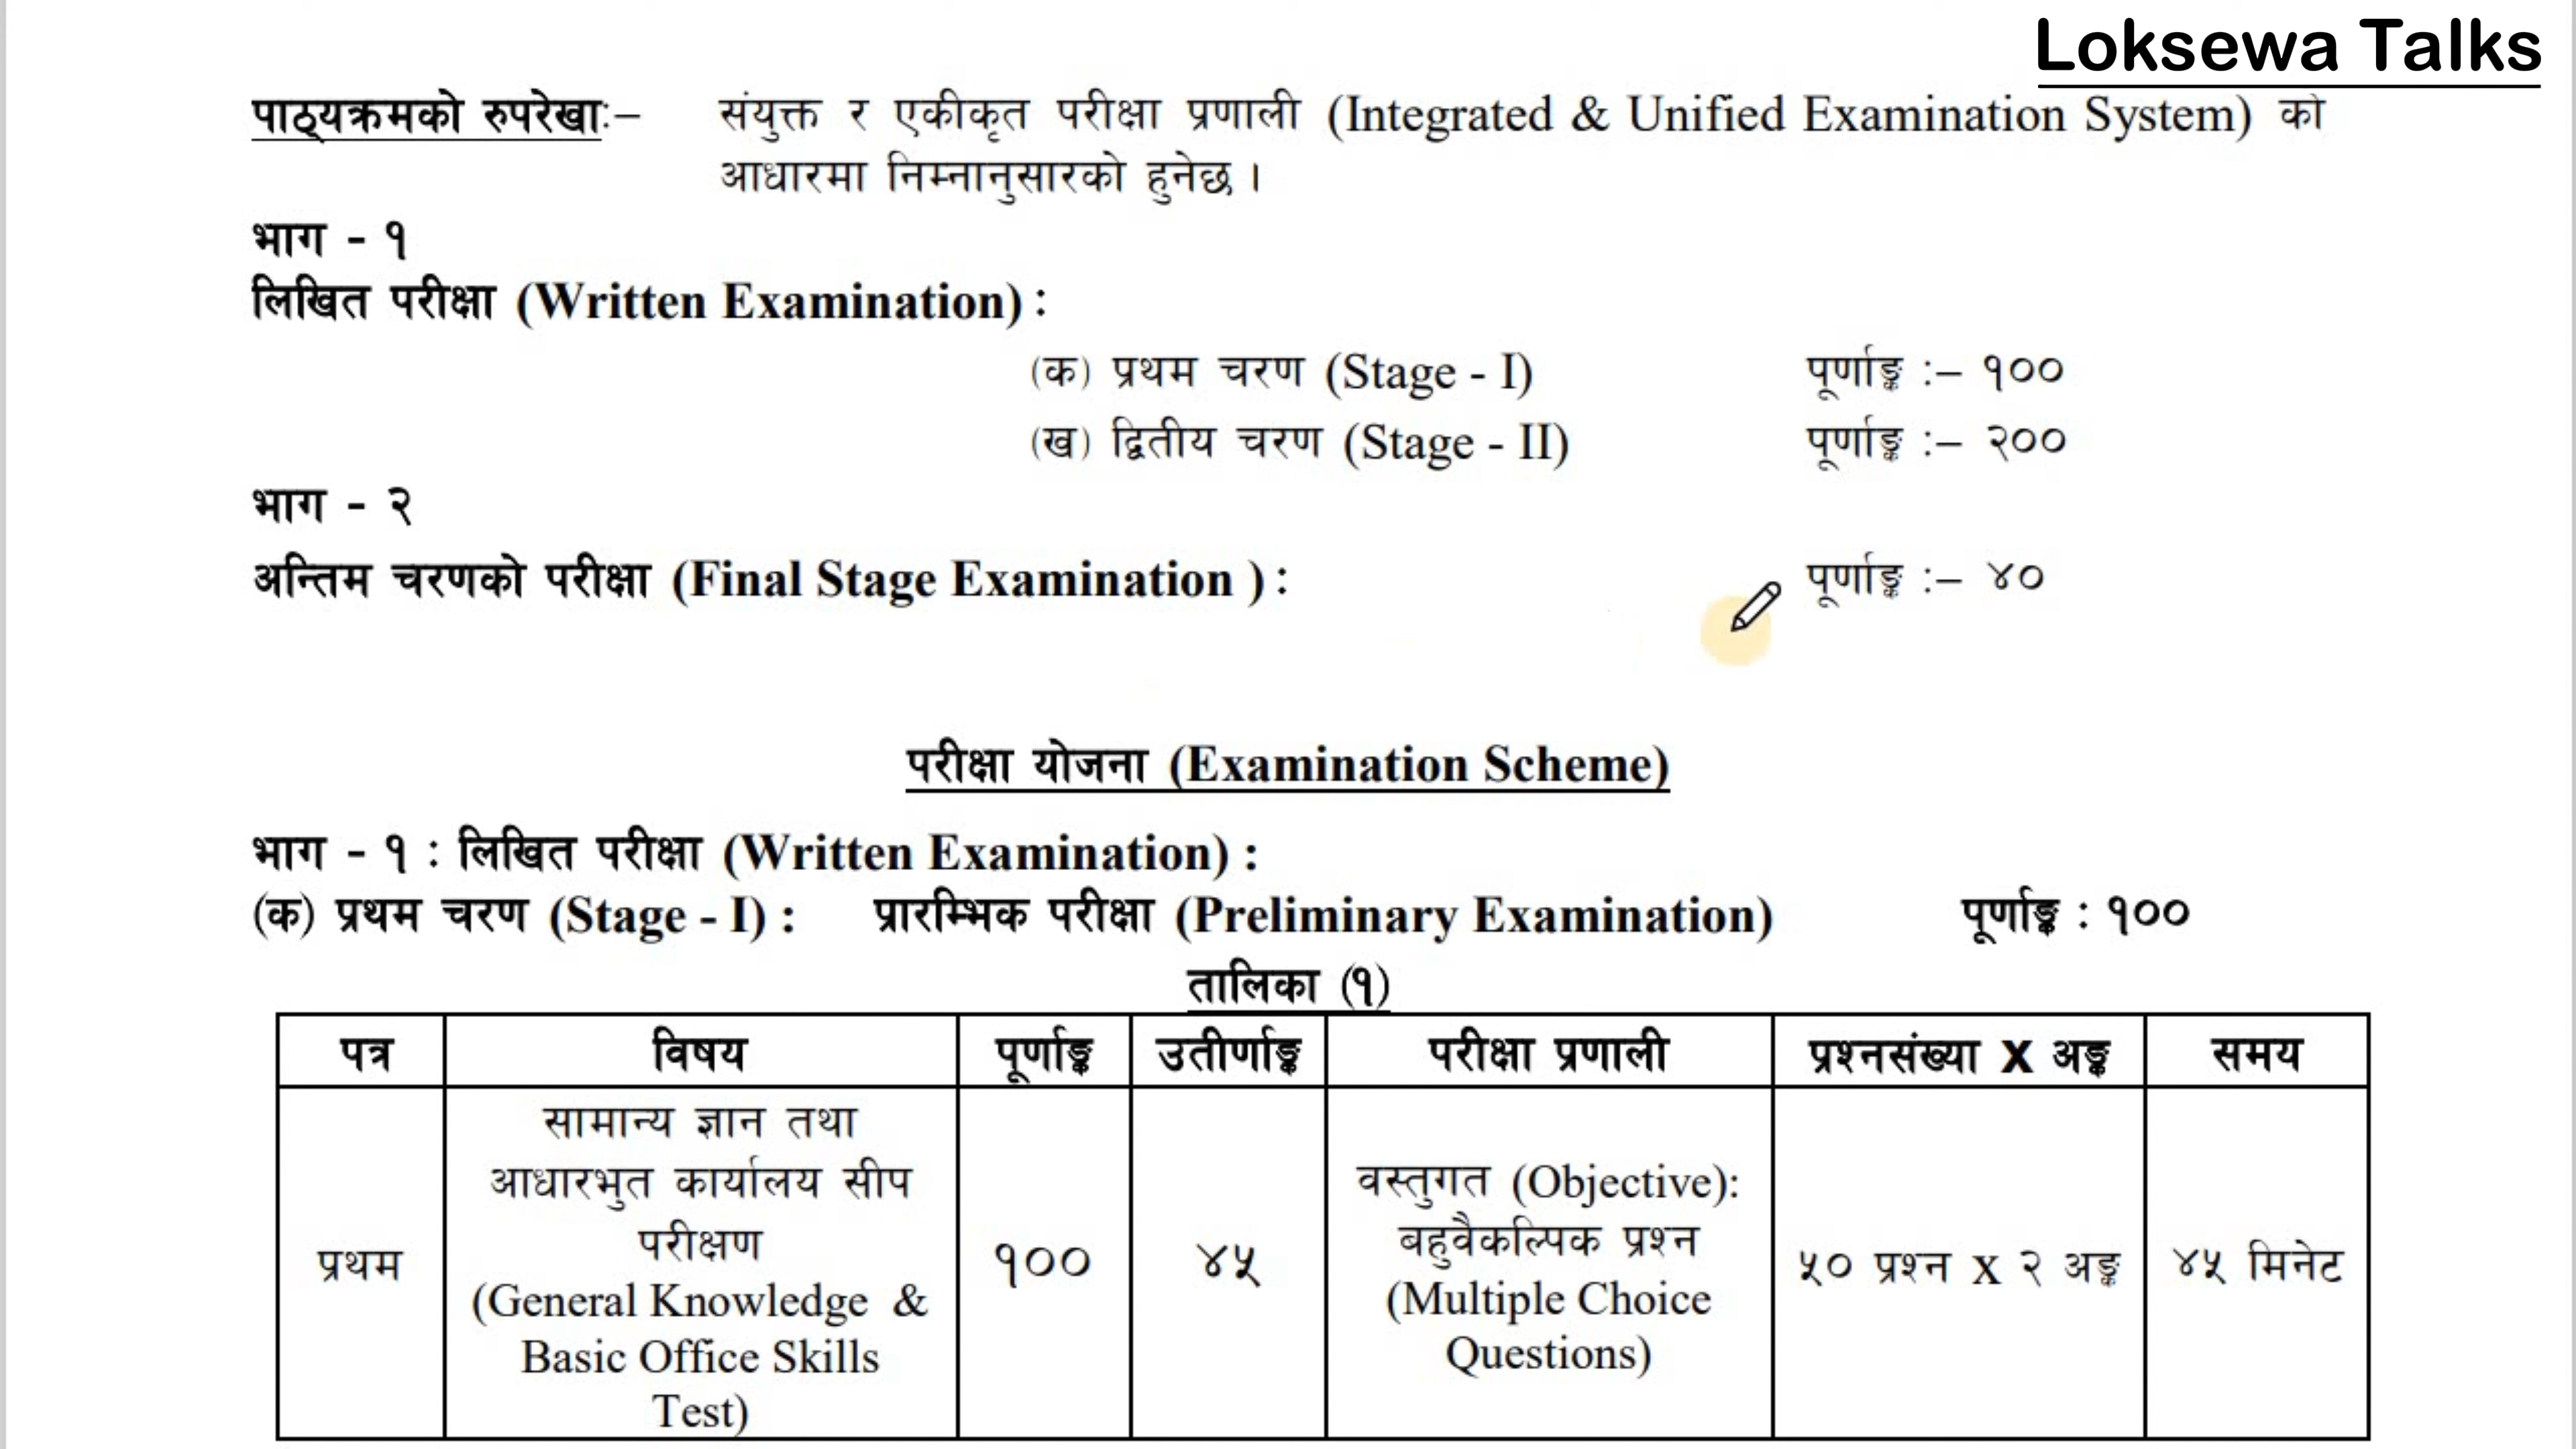 Loksewa Talks
पाठ्यक्रमको रुपरेखाः– संयुक्त र एकीकृत परीक्षा प्रणाली (Integrated & Unified Examination System) को
आधारमा निम्नानुसारको हुनेछ ।
भाग - १
लिखित परीक्षा (Written Examination) :
(क) प्रथम चरण (Stage - I) पूर्णाङ्क :– १००
(ख) द्वितीय चरण (Stage - II) पूर्णाङ्क :– २००
भाग - २
अन्तिम चरणको परीक्षा (Final Stage Examination ) : पूर्णाङ्क :– ४०
परीक्षा योजना (Examination Scheme)
भाग - १ : लिखित परीक्षा (Written Examination) :
(क) प्रथम चरण (Stage - I) : प्रारम्भिक परीक्षा (Preliminary Examination) पूर्णाङ्क : १००
तालिका (१)
पत्र विषय पूर्णाङ्क उतीर्णाङ्क परीक्षा प्रणाली प्रश्नसंख्या X अङ्क समय
प्रथम
सामान्य ज्ञान तथा
आधारभुत कार्यालय सीप
परीक्षण
(General Knowledge &
Basic Office Skills
Test)
१००
४५
वस्तुगत (Objective):
बहुवैकल्पिक प्रश्न
(Multiple Choice
Questions)
५० प्रश्न x २ अङ्क
४५ मिनेट